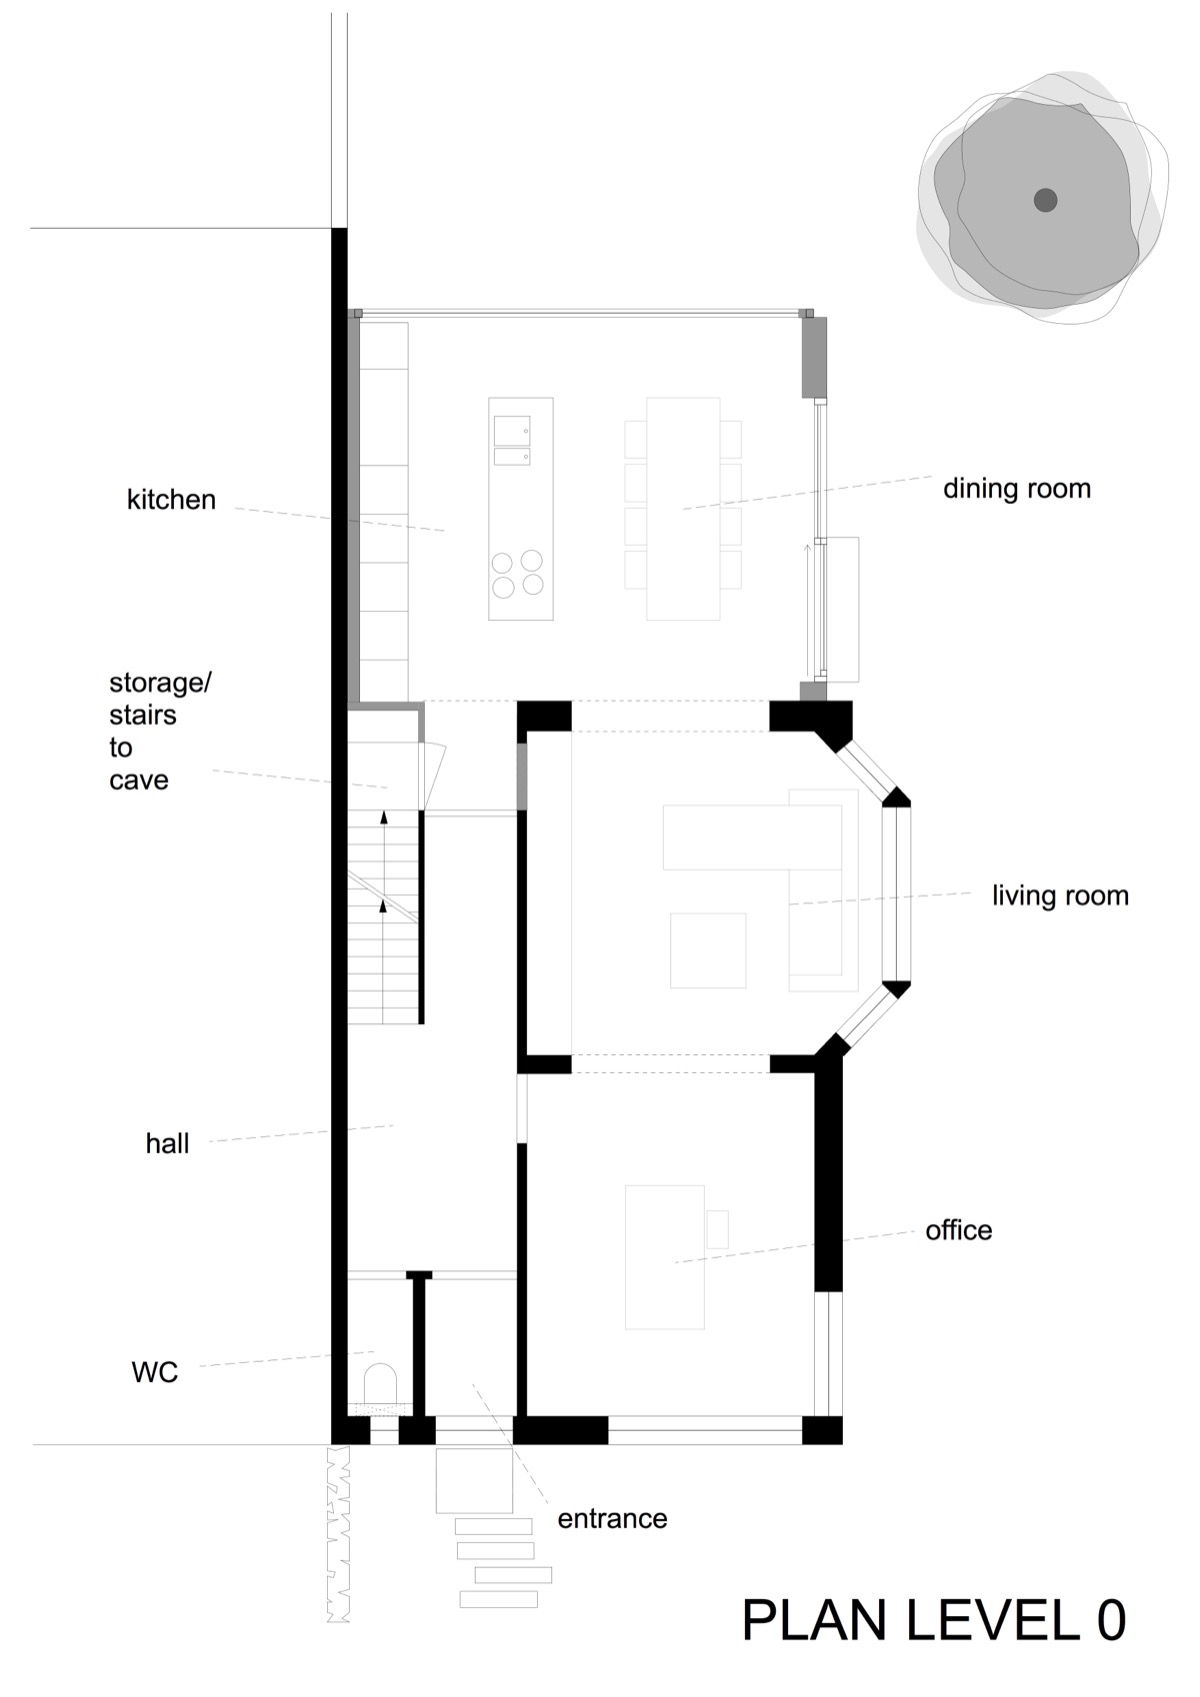 kitchen
dining room
storage/
stairs
to
cave
living room
hall
office
WC
entrance
PLAN LEVEL 0